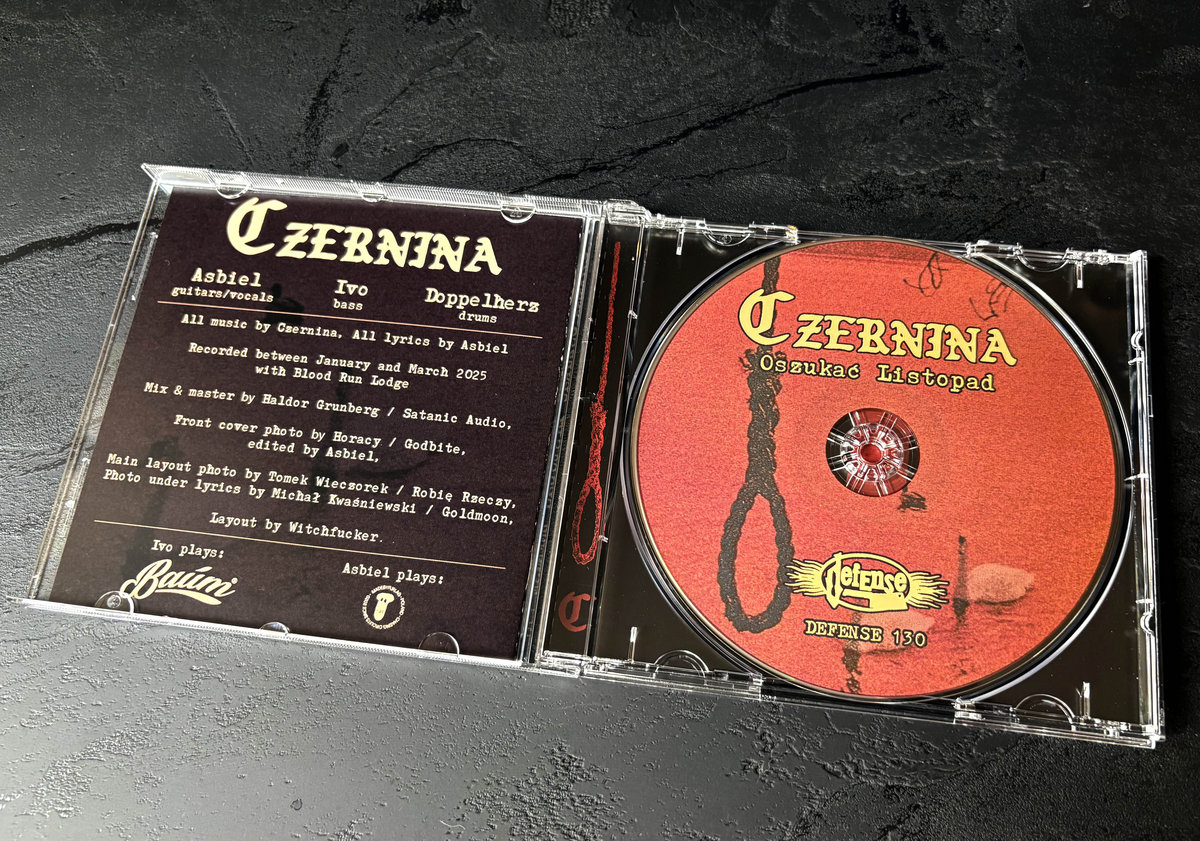 CZERNINA
Asbiel
guitars/vocals
Ivo
bass
Doppelherz
drums
All music by Czernina, All lyrics by Asbiel
Recorded between January and March 2025
with Blood Run Lodge
Mix & master by Haldor Grunberg / Satanic Audio,
Front cover photo by Horacy / Godbite,
edited by Asbiel,
Main layout photo by Tomek Wieczorek / Robię Rzeczy,
Photo under lyrics by Michał Kwaśniewski / Goldmoon,
Layout by Witchfucker.
Ivo plays:
Baúmi
Asbiel plays:
C
CZERNINA
Oszukać Listopad
defense
DEFENSE 130